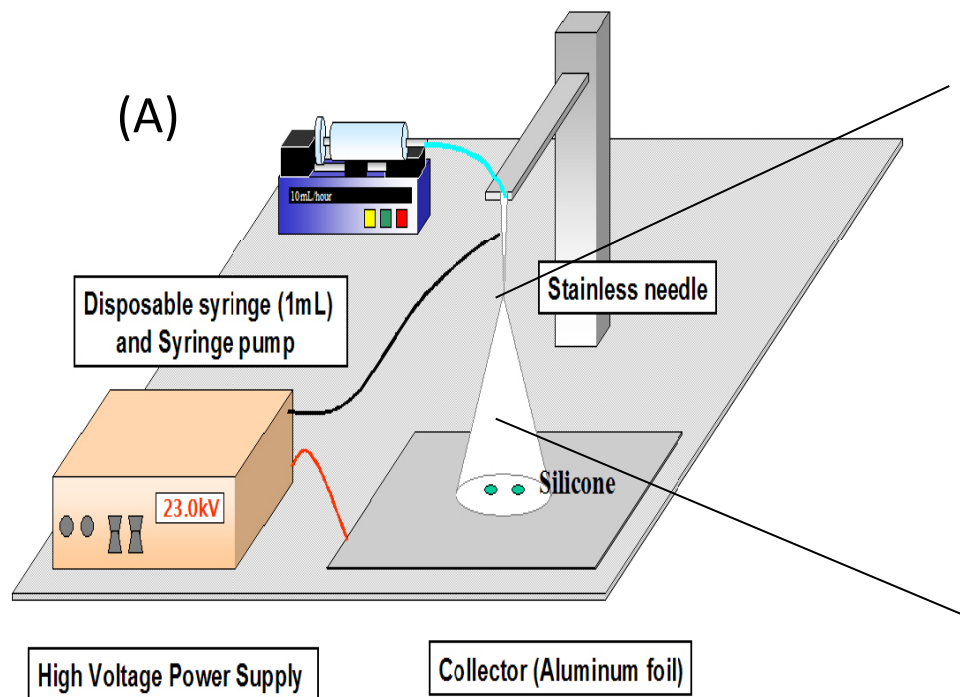 (A)
10mL/hour
Disposable syringe (1mL)
and Syringe pump
Stainless needle
Silicone
23.0kV
High Voltage Power Supply
Collector (Aluminum foil)